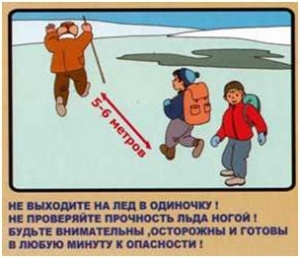 5-6 метров
НЕ ВЫХОДИТЕ НА ЛЕД В ОДИНОЧКУ !
НЕ ПРОВЕРЯЙТЕ ПРОЧНОСТЬ ЛЬДА НОГОЙ !
БУДЬТЕ ВНИМАТЕЛЬНЫ ,ОСТОРОЖНЫ И ГОТОВЫ
В ЛЮБУЮ МИНУТУ К ОПАСНОСТИ !